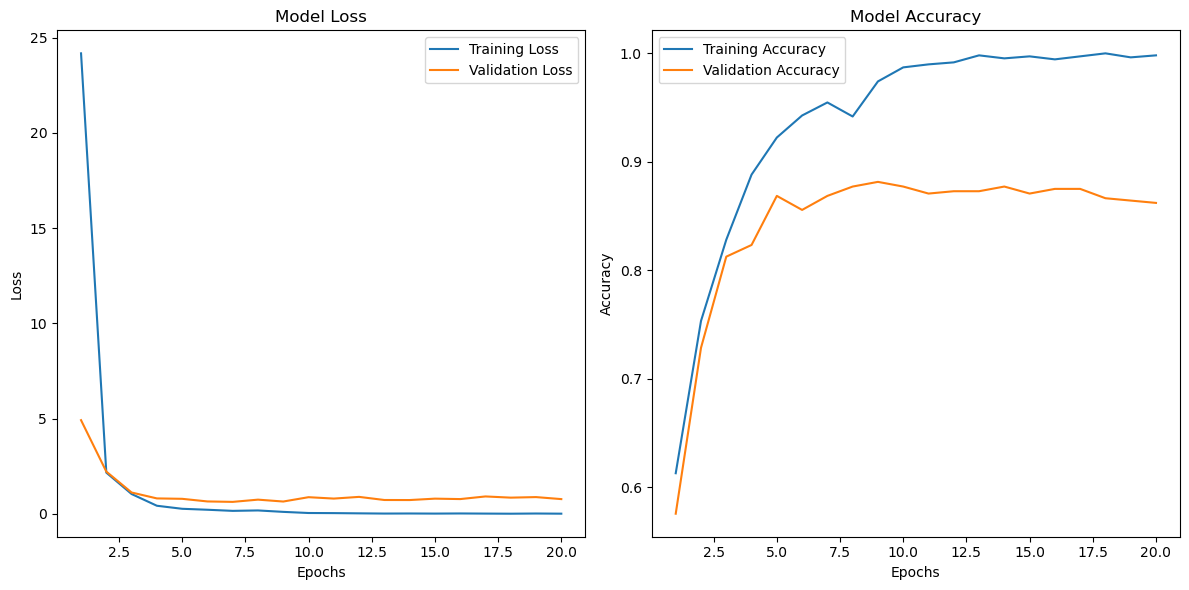 Model Loss
25
20
15
10
5
0
Loss
2.5 5.0 7.5 10.0 12.5 15.0 17.5 20.0
Epochs
Training Loss
Validation Loss
Model Accuracy
1.0
0.9
0.8
0.7
0.6
Accuracy
2.5 5.0 7.5 10.0 12.5 15.0 17.5 20.0
Epochs
Training Accuracy
Validation Accuracy